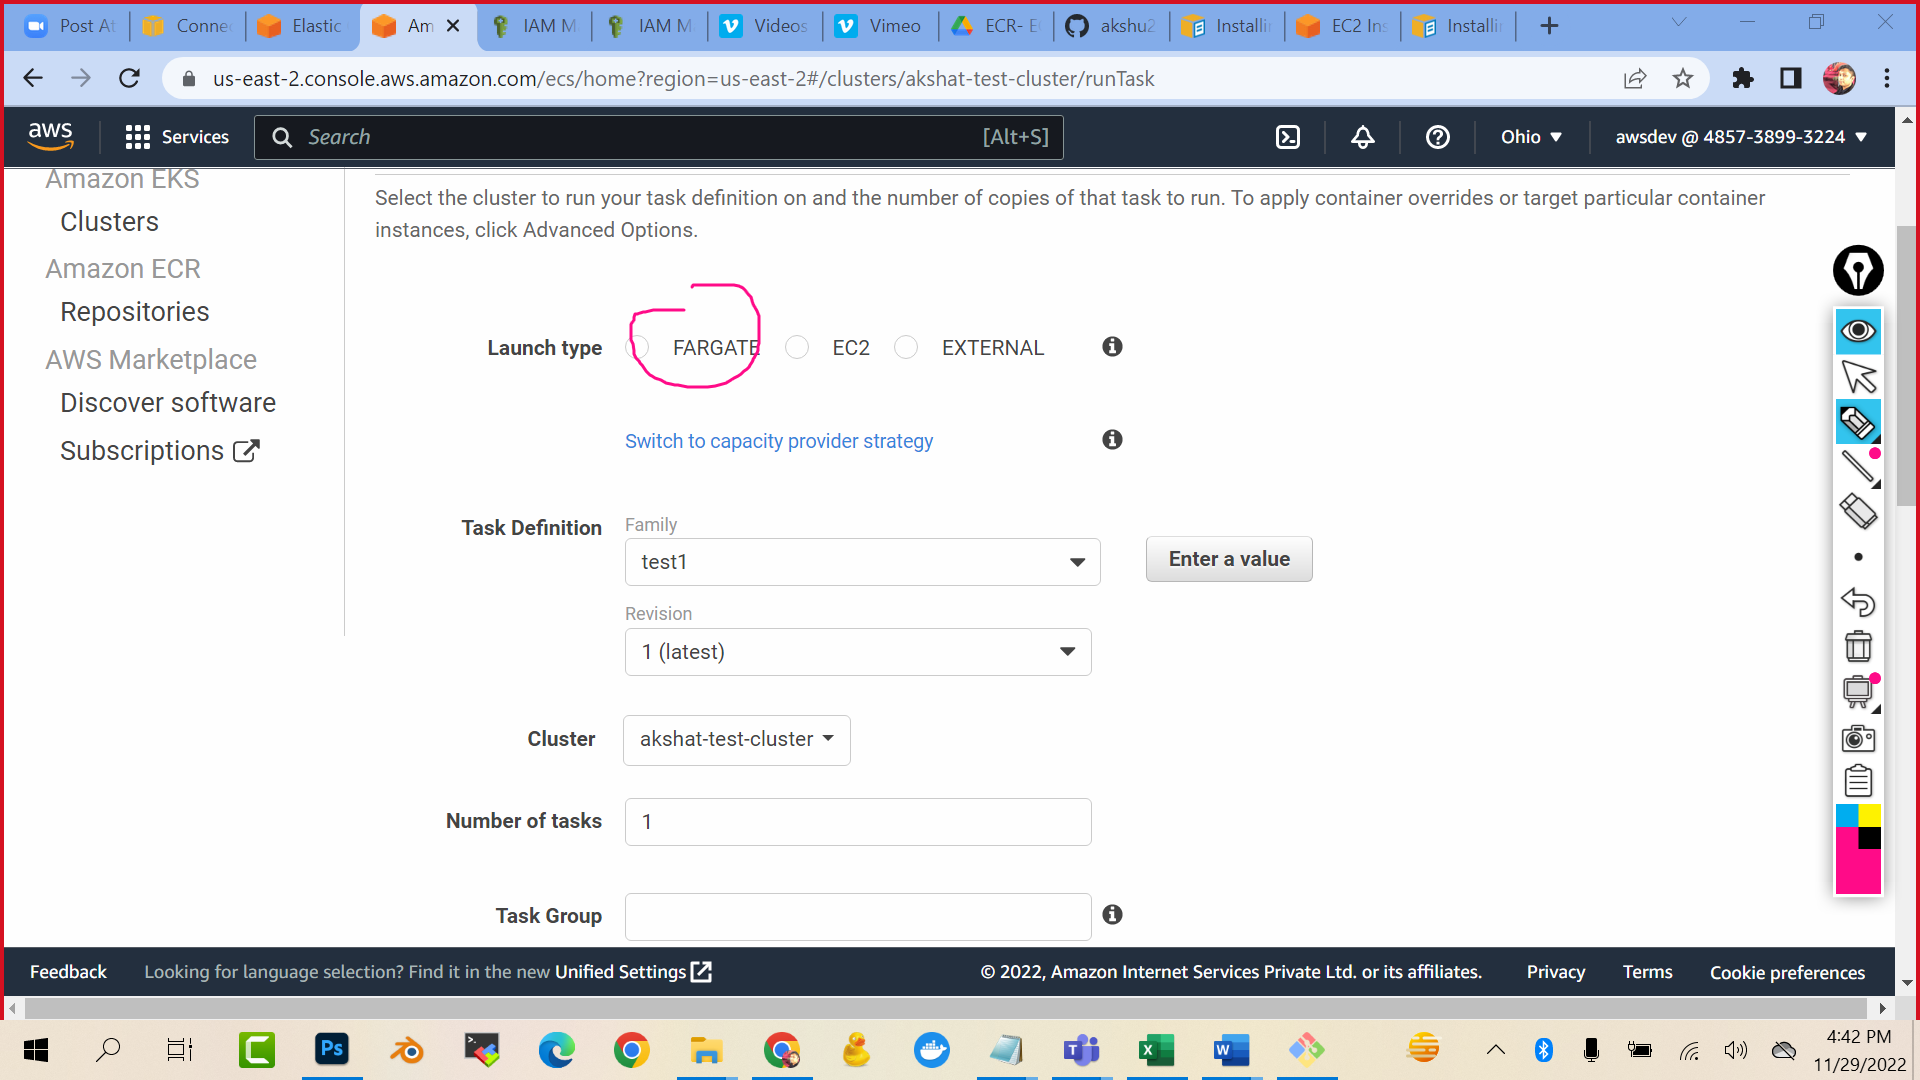 Post At
Connec
Elastic
Am
IAM M
IAM M
Videos
Vimeo
ECR- E
akshu2
Installi
EC2 Ins
Installi
us-east-2.console.aws.amazon.com/ecs/home?region=us-east-2#/clusters/akshat-test-cluster/runTask
aws
Services
Search
[Alt+S]
Ohio
awsdev @ 4857-3899-3224
Amazon EKS
Clusters
Amazon ECR
Repositories
AWS Marketplace
Discover software
Subscriptions
Select the cluster to run your task definition on and the number of copies of that task to run. To apply container overrides or target particular container
instances, click Advanced Options.
Launch type
FARGATE
EC2
EXTERNAL
Switch to capacity provider strategy
Task Definition
Family
test1
Enter a value
Revision
1 (latest)
Cluster
akshat-test-cluster
Number of tasks
1
Task Group
Feedback
Looking for language selection? Find it in the new Unified Settings
© 2022, Amazon Internet Services Private Ltd. or its affiliates.
Privacy
Terms
Cookie preferences
Ps
4:42 PM
11/29/2022